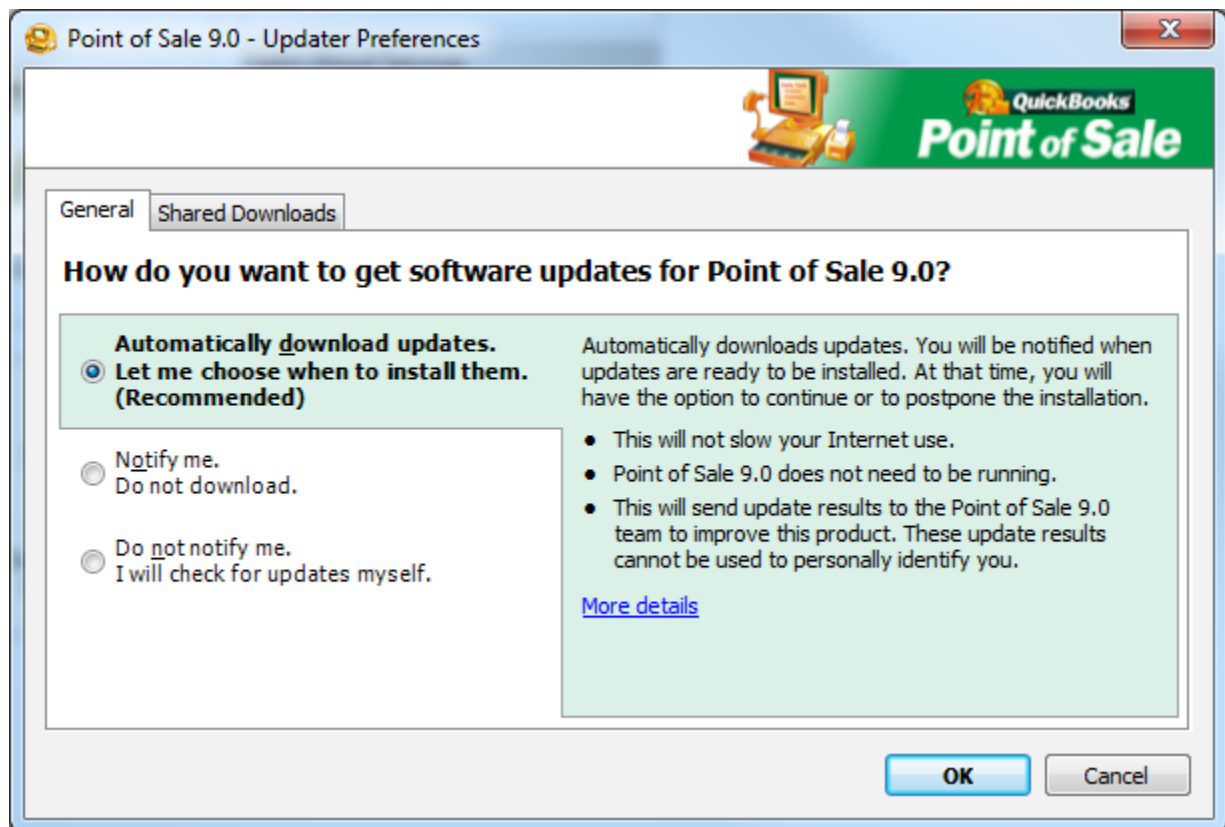 Point of Sale 9.0 - Updater Preferences
QuickBooks
Point of Sale
General
Shared Downloads
How do you want to get software updates for Point of Sale 9.0?
Automatically download updates.
Let me choose when to install them.
(Recommended)
Notify me.
Do not download.
Do not notify me.
I will check for updates myself.
Automatically downloads updates. You will be notified when
updates are ready to be installed. At that time, you will
have the option to continue or to postpone the installation.
• This will not slow your Internet use.
• Point of Sale 9.0 does not need to be running.
• This will send update results to the Point of Sale 9.0
team to improve this product. These update results
cannot be used to personally identify you.
More details
OK
Cancel